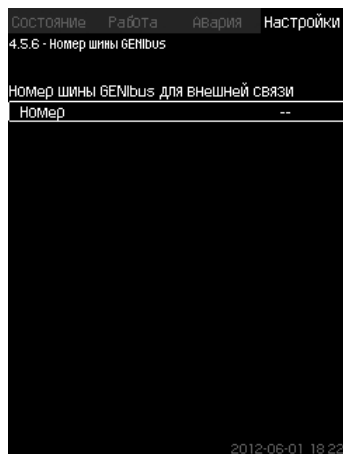 Состояние Работа Авария Настройки
4.5.6 - Номер шины GENIbus
Номер шины GENIbus для внешней связи
Номер --
2012-06-01 18:22